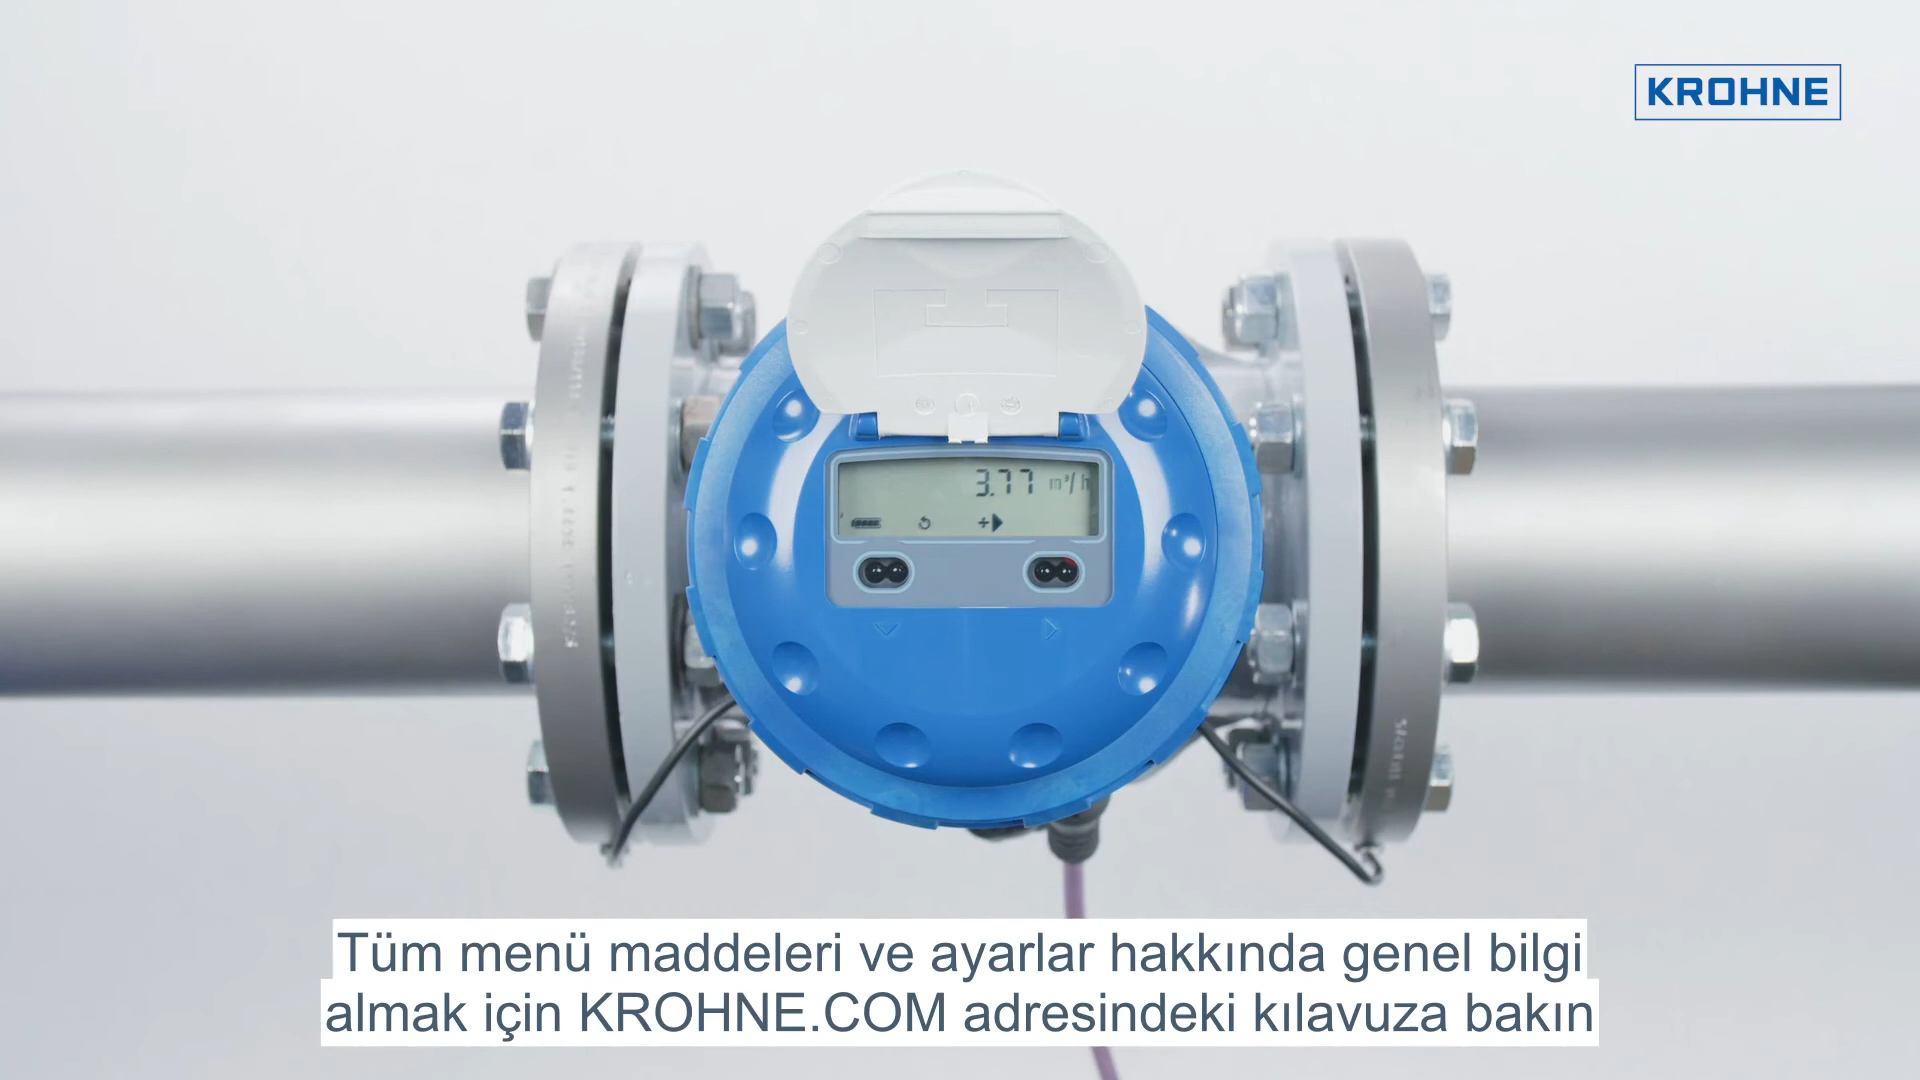 KROHNE
3.77 m³/h
Tüm menü maddeleri ve ayarlar hakkında genel bilgi
almak için KROHNE.COM adresindeki kılavuza bakın